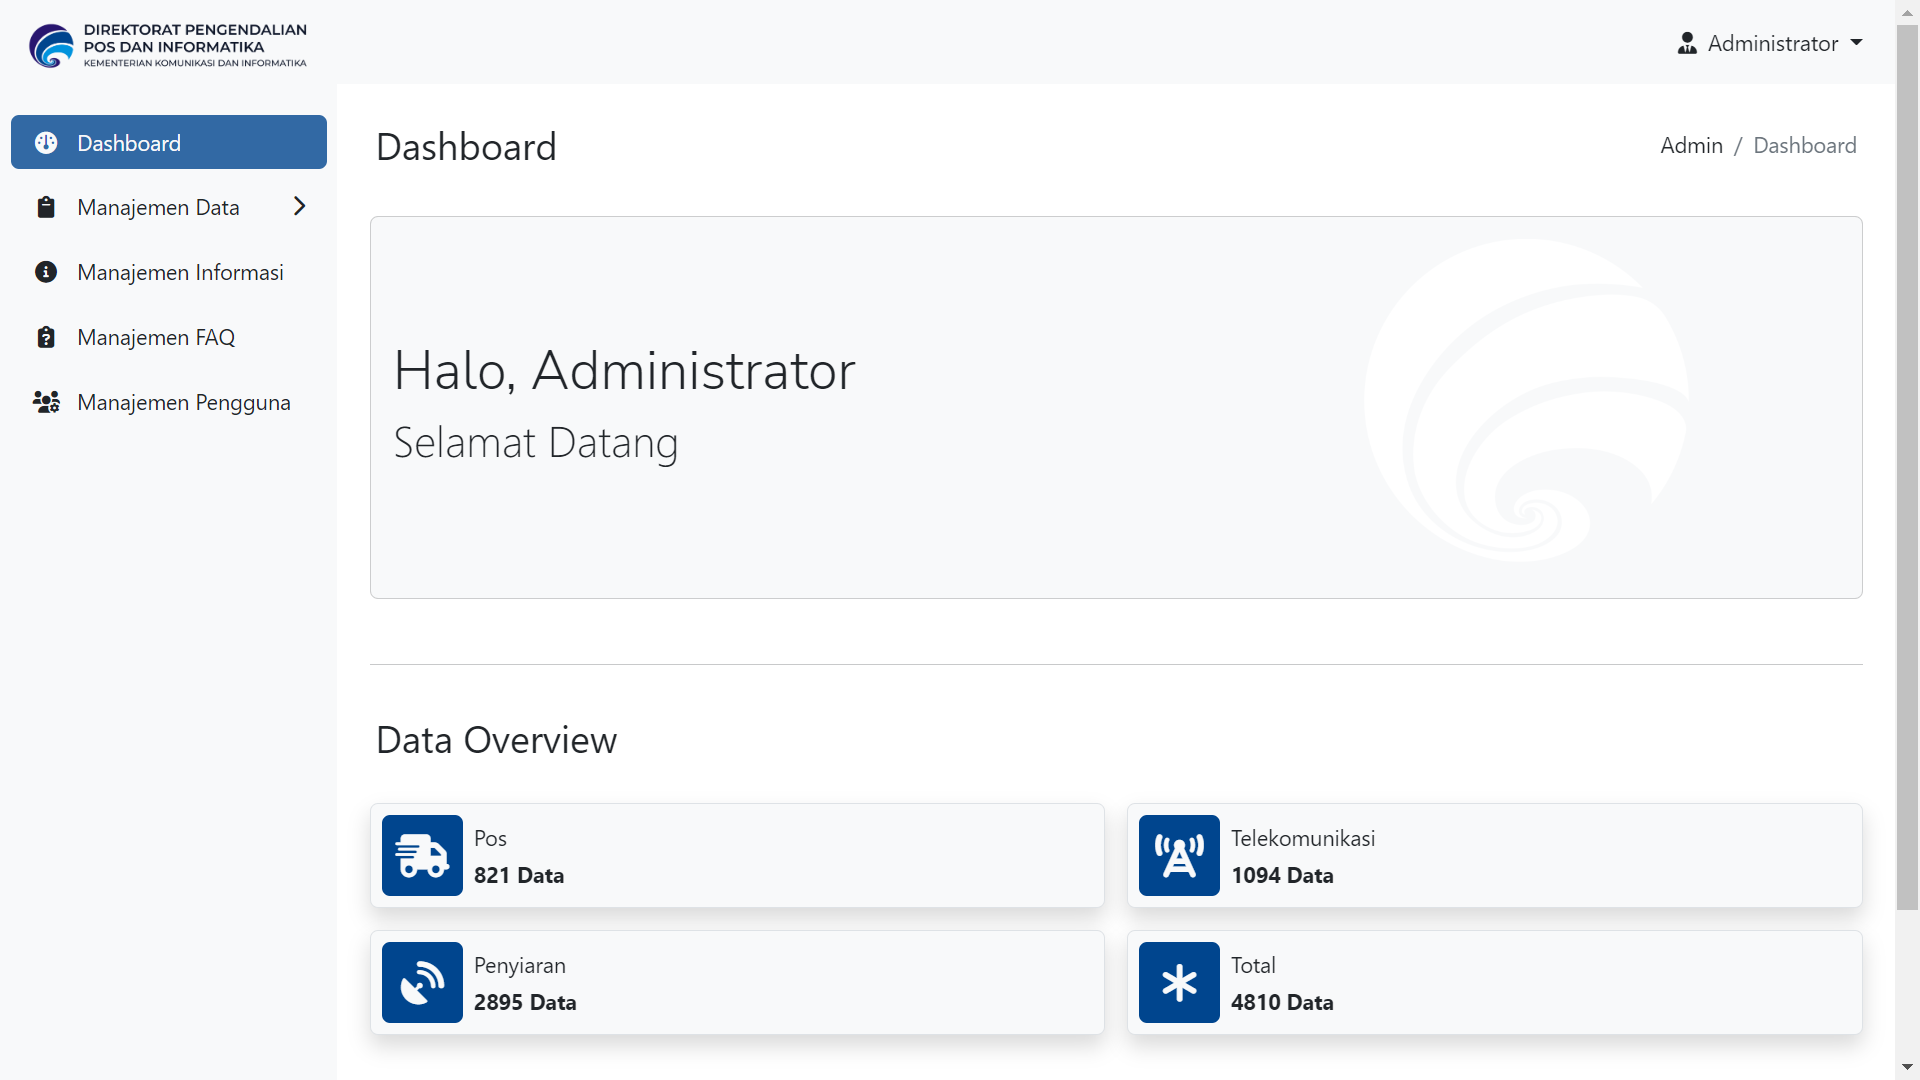 DIREKTORAT PENGENDALIAN
POS DAN INFORMATIKA
KEMENTERIAN KOMUNIKASI DAN INFORMATIKA
Administrator
Dashboard
Manajemen Data
Manajemen Informasi
Manajemen FAQ
Manajemen Pengguna
Dashboard
Admin / Dashboard
Halo, Administrator
Selamat Datang
Data Overview
Pos
821 Data
Telekomunikasi
1094 Data
Penyiaran
2895 Data
Total
4810 Data